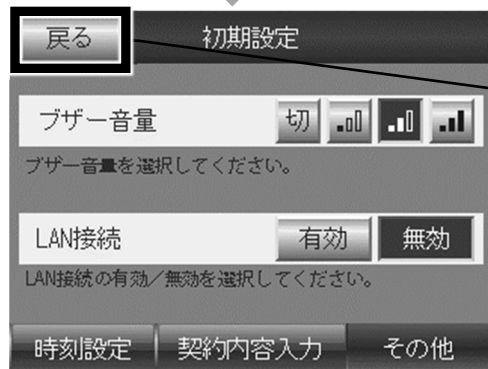 戻る 初期設定
ブザー音量 切
ブザー音量を選択してください。
LAN接続 有効 無効
LAN接続の有効／無効を選択してください。
時刻設定 契約内容入力 その他